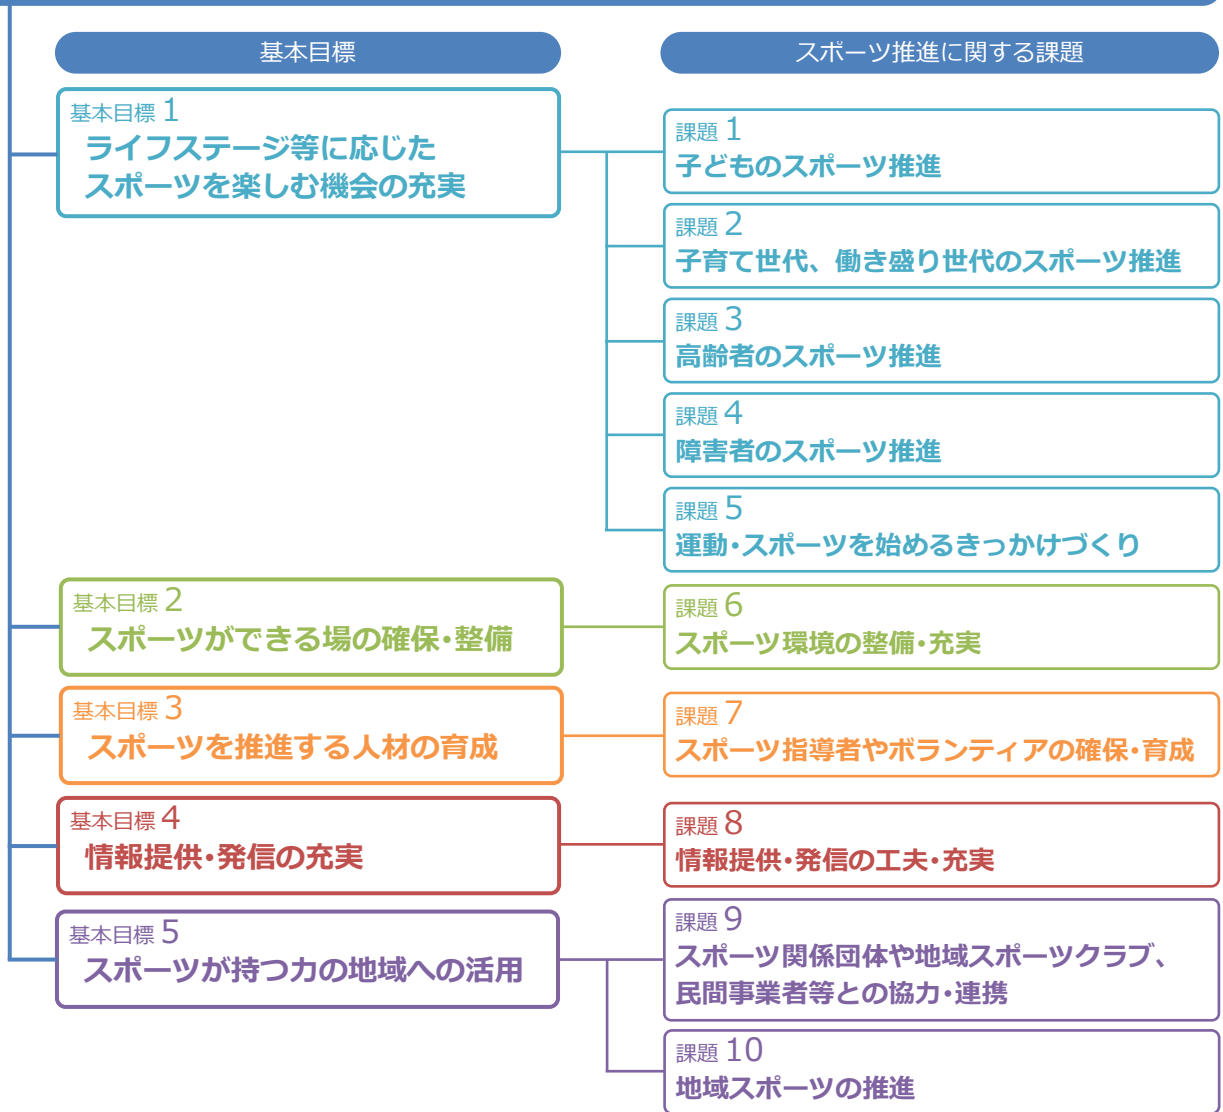 基本目標
スポーツ推進に関する課題
基本目標 1
ライフステージ等に応じた
スポーツを楽しむ機会の充実
課題 1
子どものスポーツ推進
課題 2
子育て世代、働き盛り世代のスポーツ推進
課題 3
高齢者のスポーツ推進
課題 4
障害者のスポーツ推進
課題 5
運動・スポーツを始めるきっかけづくり
基本目標 2
スポーツができる場の確保・整備
課題 6
スポーツ環境の整備・充実
基本目標 3
スポーツを推進する人材の育成
課題 7
スポーツ指導者やボランティアの確保・育成
基本目標 4
情報提供・発信の充実
課題 8
情報提供・発信の工夫・充実
基本目標 5
スポーツが持つ力の地域への活用
課題 9
スポーツ関係団体や地域スポーツクラブ、
民間事業者等との協力・連携
課題 10
地域スポーツの推進